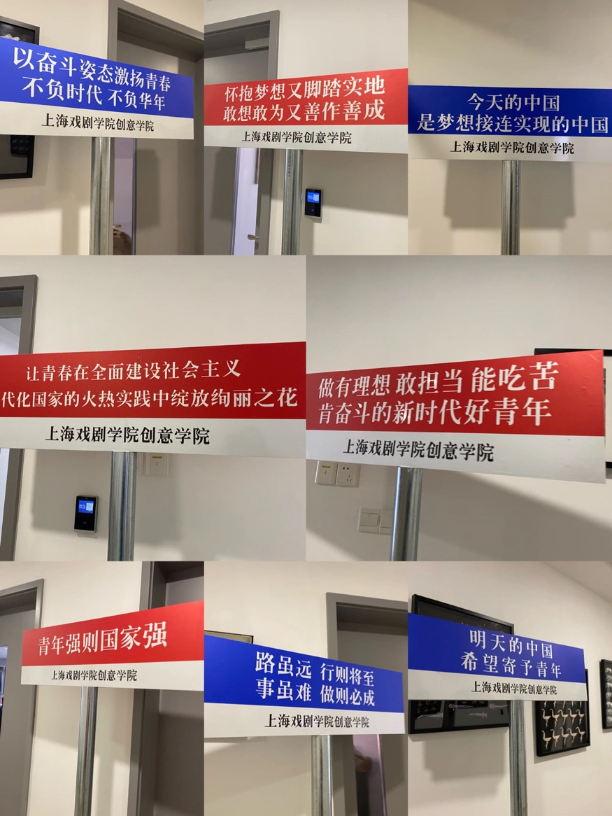 以奋斗姿态激扬青春
不负时代 不负华年
上海戏剧学院创意学院
怀抱梦想又脚踏实地
敢想敢为又善作善成
上海戏剧学院创意学院
今天的中国
是梦想接连实现的中国
上海戏剧学院创意学院
让青春在全面建设社会主义
代化国家的火热实践中绽放绚丽之花
上海戏剧学院创意学院
做有理想 敢担当 能吃苦
肯奋斗的新时代好青年
上海戏剧学院创意学院
青年强则国家强
上海戏剧学院创意学院
路虽远 行则将至
事虽难 做则必成
上海戏剧学院创意学院
明天的中国
希望寄予青年
上海戏剧学院创意学院